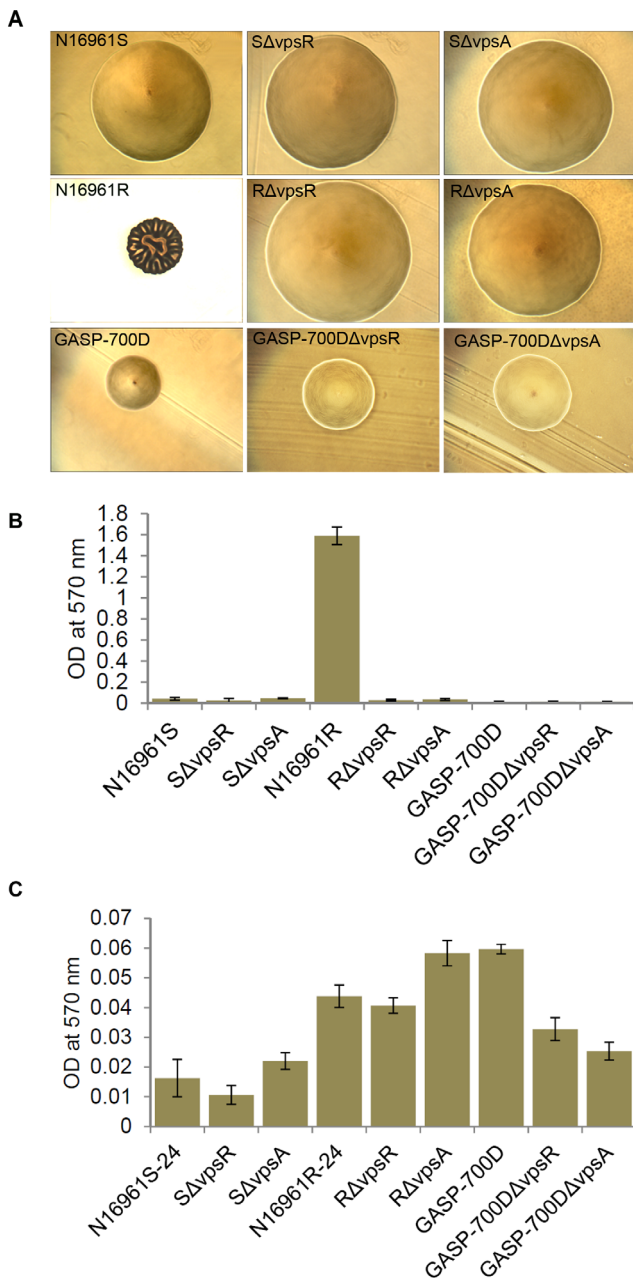 A
N16961S
SΔvpsR
SΔvpsA
N16961R
RΔvpsR
RΔvpsA
GASP-700D
GASP-700DΔvpsR
GASP-700DΔvpsA
B
OD at 570 nm
1.8
1.6
1.4
1.2
1
0.8
0.6
0.4
0.2
0
N16961S
SΔvpsR
SΔvpsA
N16961R
RΔvpsR
RΔvpsA
GASP-700D
GASP-700DΔvpsR
GASP-700DΔvpsA
C
OD at 570 nm
0.07
0.06
0.05
0.04
0.03
0.02
0.01
0
N16961S-24
SΔvpsR
SΔvpsA
N16961R-24
RΔvpsR
RΔvpsA
GASP-700D
GASP-700DΔvpsR
GASP-700DΔvpsA